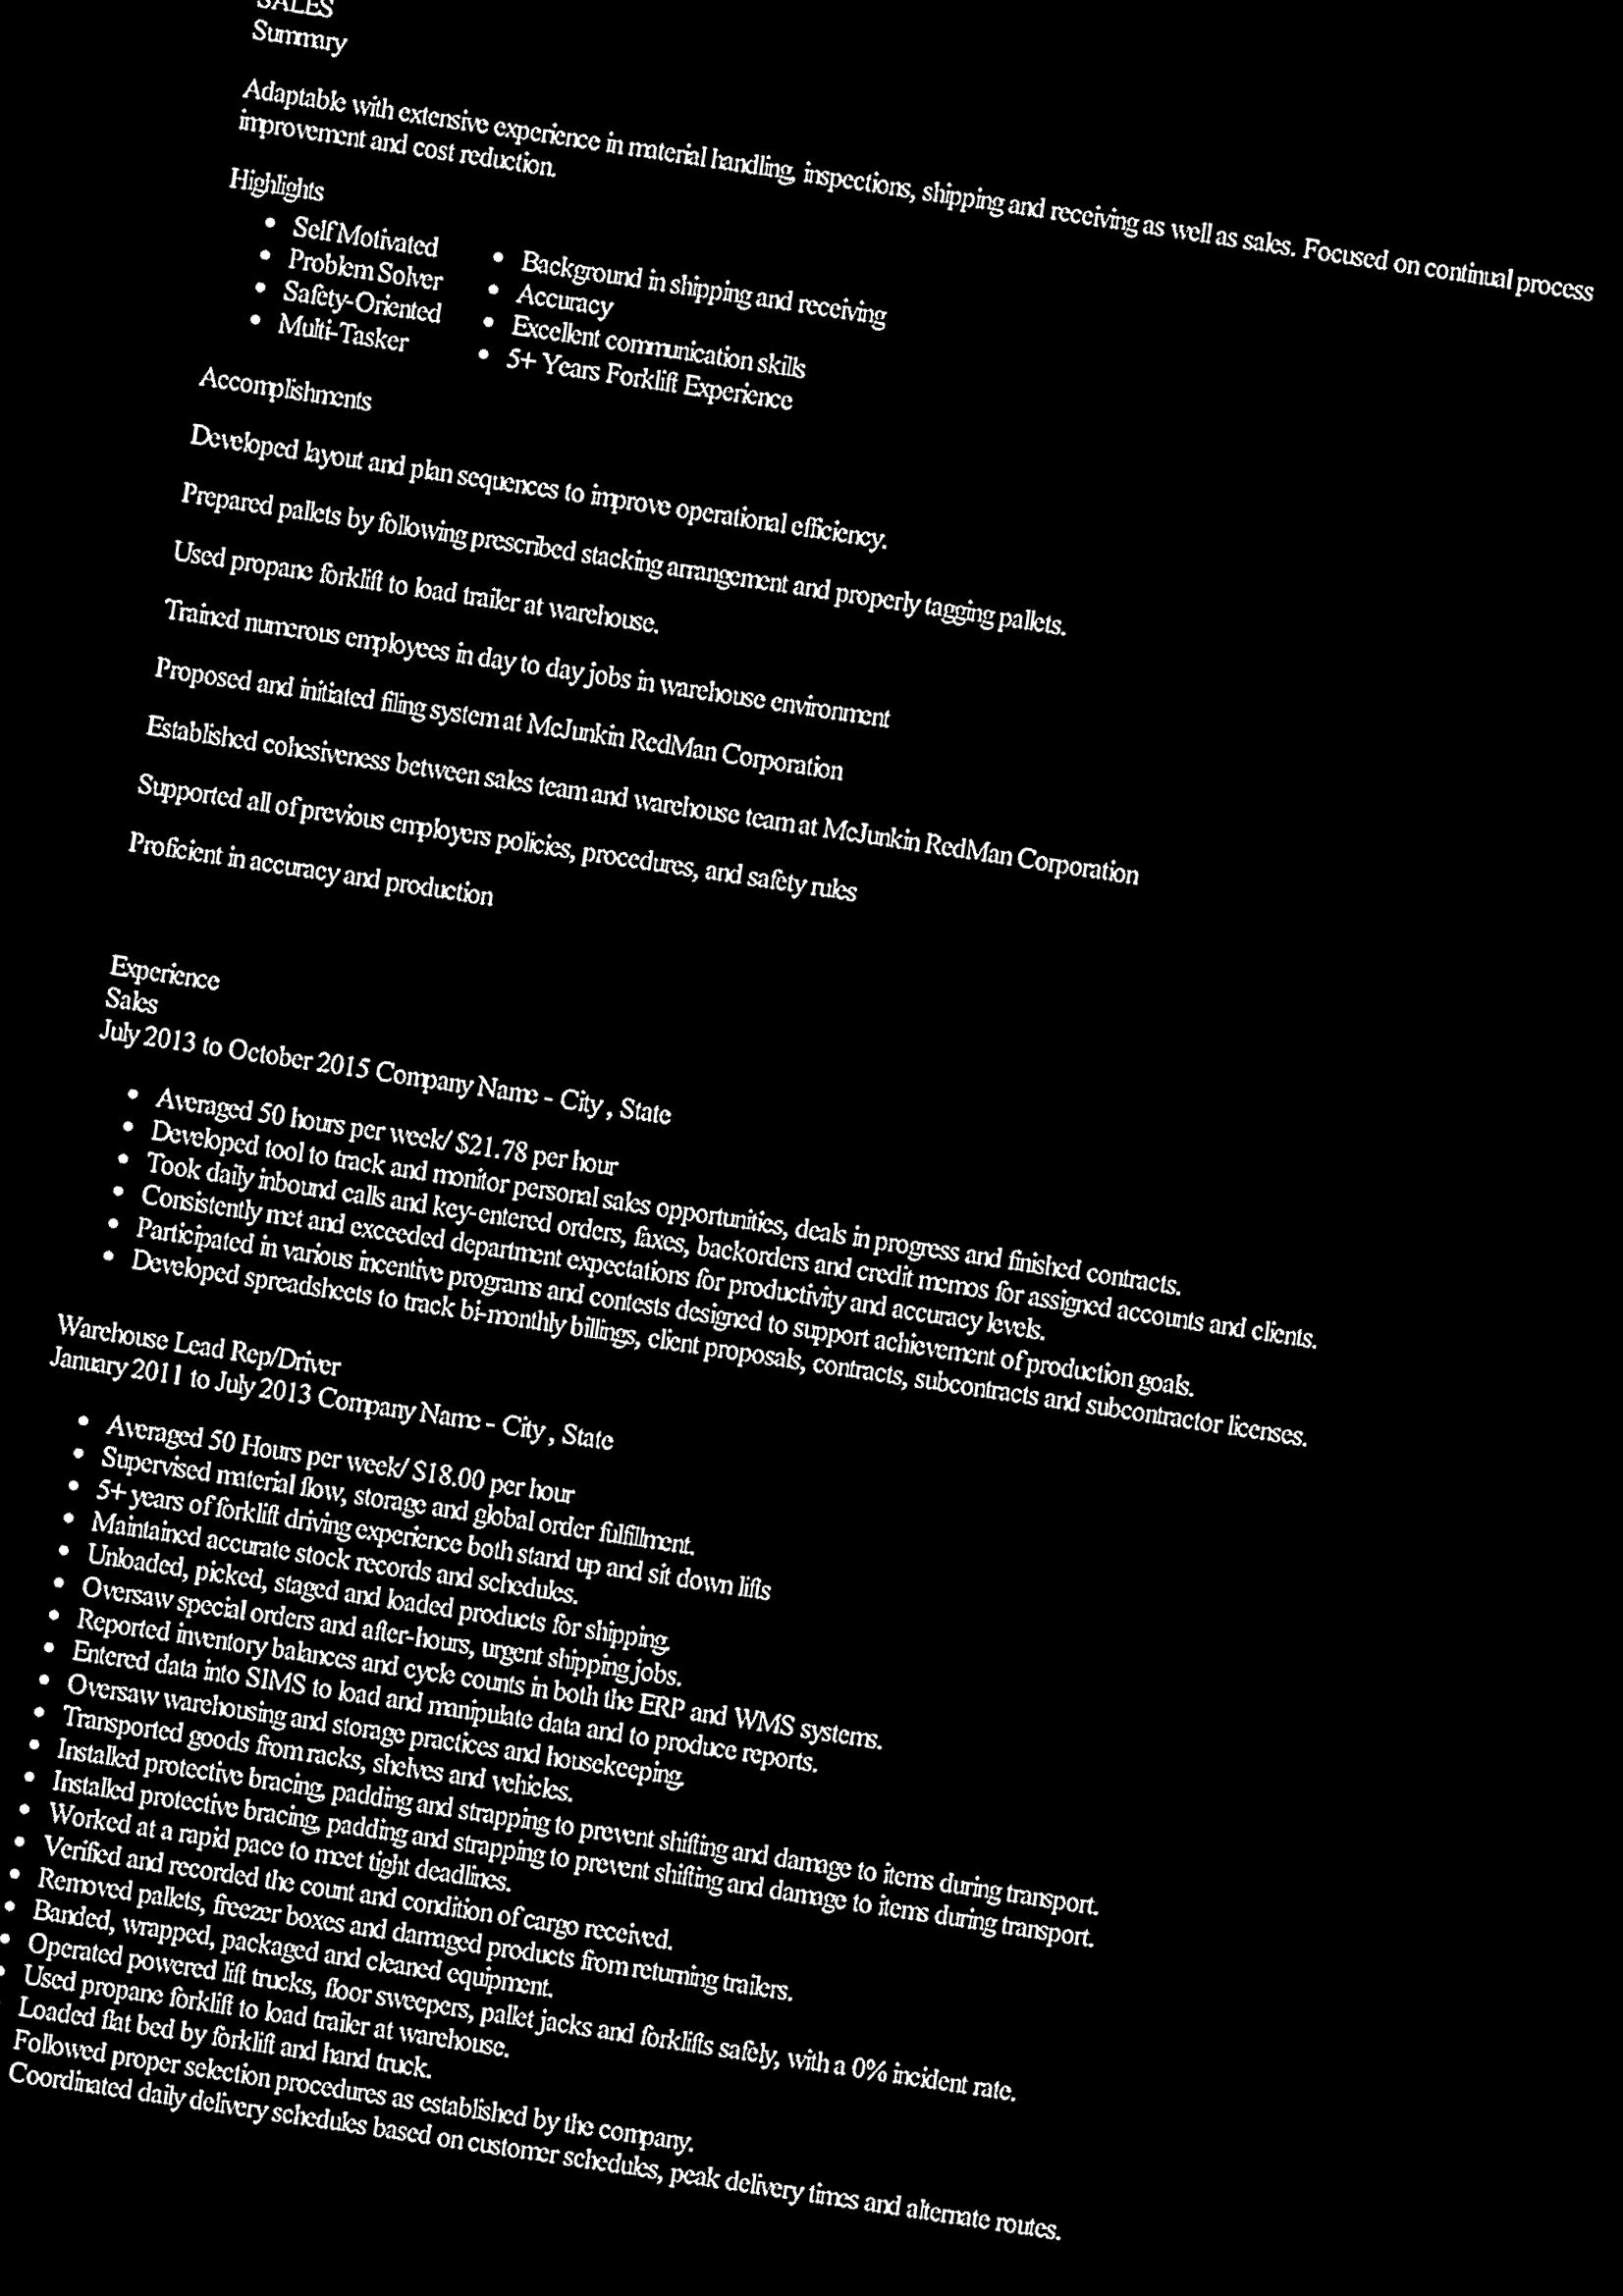 SALES
Summary
Adaptable with extensive experience in material handling, inspections, shipping and receiving as well as sales. Focused on continual process
improvement and cost reduction.
Highlights
• Self Motivated
• Problem Solver
• Safety-Oriented
• Multi-Tasker
• Background in shipping and receiving
• Accuracy
• Excellent communication skills
• 5+ Years Forklift Experience
Accomplishments
Developed layout and plan sequences to improve operational efficiency.
Prepared pallets by following prescribed stacking arrangement and properly tagging pallets.
Used propane forklift to load trailer at warehouse.
Trained numerous employees in day to day jobs in warehouse environment
Proposed and initiated filing system at McJunkin RedMan Corporation
Established cohesiveness between sales team and warehouse team at McJunkin RedMan Corporation
Supported all of previous employers policies, procedures, and safety rules
Proficient in accuracy and production
Experience
Sales
July 2013 to October 2015 Company Name - City , State
• Averaged 50 hours per week/ $21.78 per hour
• Developed tool to track and monitor personal sales opportunities, deals in progress and finished contracts.
• Took daily inbound calls and key-entered orders, faxes, backorders and credit memos for assigned accounts and clients.
• Consistently met and exceeded department expectations for productivity and accuracy levels.
• Participated in various incentive programs and contests designed to support achievement of production goals.
• Developed spreadsheets to track bi-monthly billings, client proposals, contracts, subcontracts and subcontractor licenses.
Warehouse Lead Rep/Driver
January 2011 to July 2013 Company Name - City , State
• Averaged 50 Hours per week/ $18.00 per hour
• Supervised material flow, storage and global order fulfillment.
• 5+ years of forklift driving experience both stand up and sit down lifts
• Maintained accurate stock records and schedules.
• Unloaded, picked, staged and loaded products for shipping.
• Oversaw special orders and after-hours, urgent shipping jobs.
• Reported inventory balances and cycle counts in both the ERP and WMS systems.
• Entered data into SIMS to load and manipulate data and to produce reports.
• Oversaw warehousing and storage practices and housekeeping.
• Transported goods from racks, shelves and vehicles.
• Installed protective bracing, padding and strapping to prevent shifting and damage to items during transport.
• Installed protective bracing, padding and strapping to prevent shifting and damage to items during transport.
• Worked at a rapid pace to meet tight deadlines.
• Verified and recorded the count and condition of cargo received.
• Removed pallets, freezer boxes and damaged products from returning trailers.
• Banded, wrapped, packaged and cleaned equipment.
• Operated powered lift trucks, floor sweepers, pallet jacks and forklifts safely, with a 0% incident rate.
• Used propane forklift to load trailer at warehouse.
Loaded flat bed by forklift and hand truck.
Followed proper selection procedures as established by the company.
Coordinated daily delivery schedules based on customer schedules, peak delivery times and alternate routes.